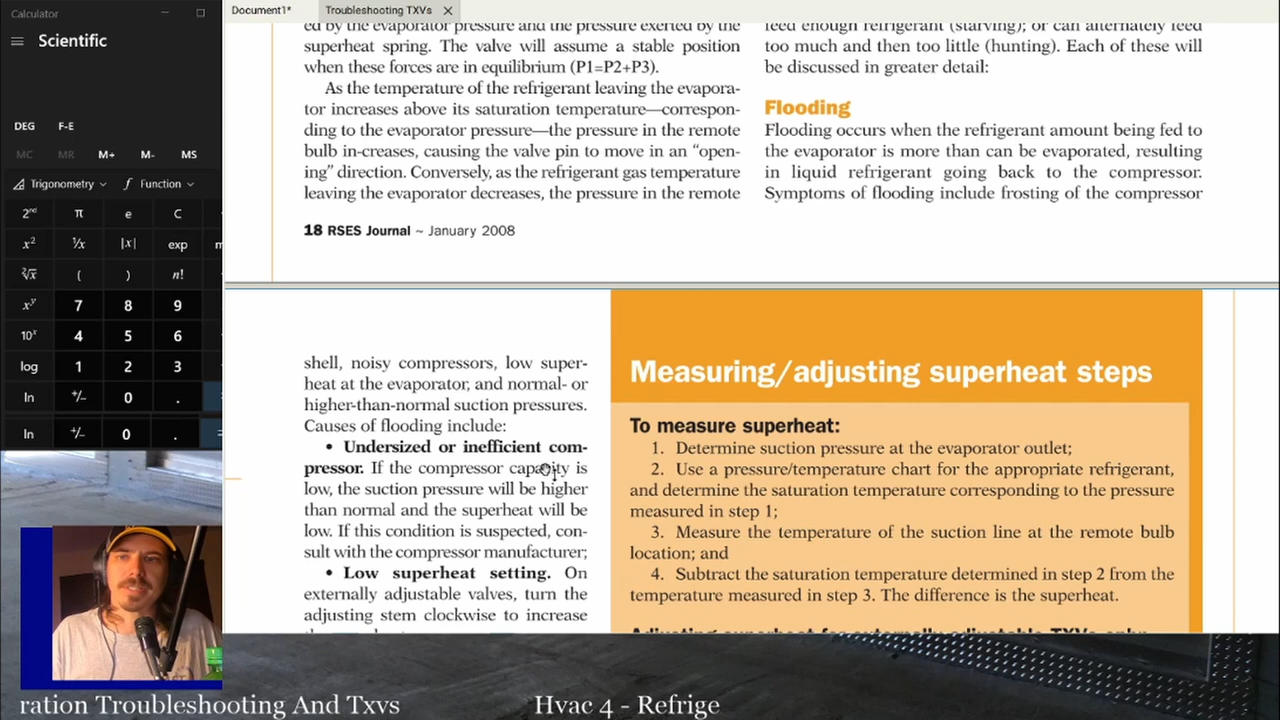 Calculator
Scientific
DEG F-E
MC MR M+ M- MS
Trigonometry Function
2nd π e C
x² ¹/x |x| exp m
²√x ( ) n!
xʸ 7 8 9
10ˣ 4 5 6
log 1 2 3
ln +/- 0 .
ln +/- 0 .
Document1* Troubleshooting TXVs
ed by the evaporator pressure and the pressure exerted by the
superheat spring. The valve will assume a stable position
when these forces are in equilibrium (P1=P2+P3).
As the temperature of the refrigerant leaving the evapora-
tor increases above its saturation temperature—correspon-
ding to the evaporator pressure—the pressure in the remote
bulb in-creases, causing the valve pin to move in an “open-
ing” direction. Conversely, as the refrigerant gas temperature
leaving the evaporator decreases, the pressure in the remote
18 RSES Journal ~ January 2008
feed enough refrigerant (starving); or can alternately feed
too much and then too little (hunting). Each of these will
be discussed in greater detail:
Flooding
Flooding occurs when the refrigerant amount being fed to
the evaporator is more than can be evaporated, resulting
in liquid refrigerant going back to the compressor.
Symptoms of flooding include frosting of the compressor
shell, noisy compressors, low super-
heat at the evaporator, and normal- or
higher-than-normal suction pressures.
Causes of flooding include:
• Undersized or inefficient com-
pressor. If the compressor capacity is
low, the suction pressure will be higher
than normal and the superheat will be
low. If this condition is suspected, con-
sult with the compressor manufacturer;
• Low superheat setting. On
externally adjustable valves, turn the
adjusting stem clockwise to increase
Measuring/adjusting superheat steps
To measure superheat:
1. Determine suction pressure at the evaporator outlet;
2. Use a pressure/temperature chart for the appropriate refrigerant,
and determine the saturation temperature corresponding to the pressure
measured in step 1;
3. Measure the temperature of the suction line at the remote bulb
location; and
4. Subtract the saturation temperature determined in step 2 from the
temperature measured in step 3. The difference is the superheat.
Adjusting superheat for externally adjustable TXVs only:
ration Troubleshooting And Txvs Hvac 4 - Refrige